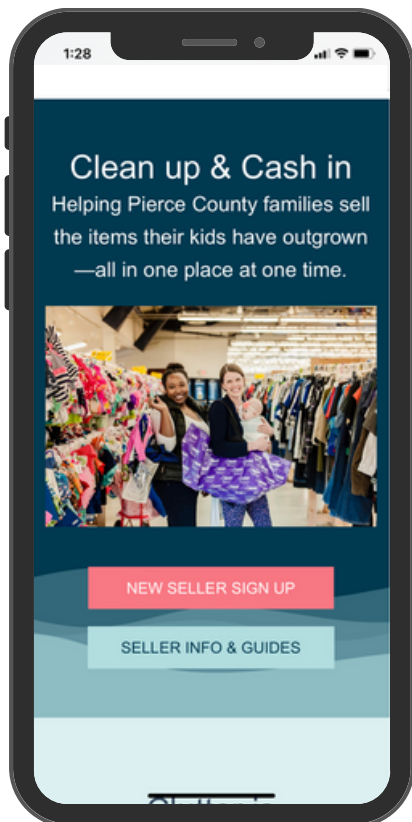 1:28
Clean up & Cash in
Helping Pierce County families sell
the items their kids have outgrown
—all in one place at one time.
NEW SELLER SIGN UP
SELLER INFO & GUIDES